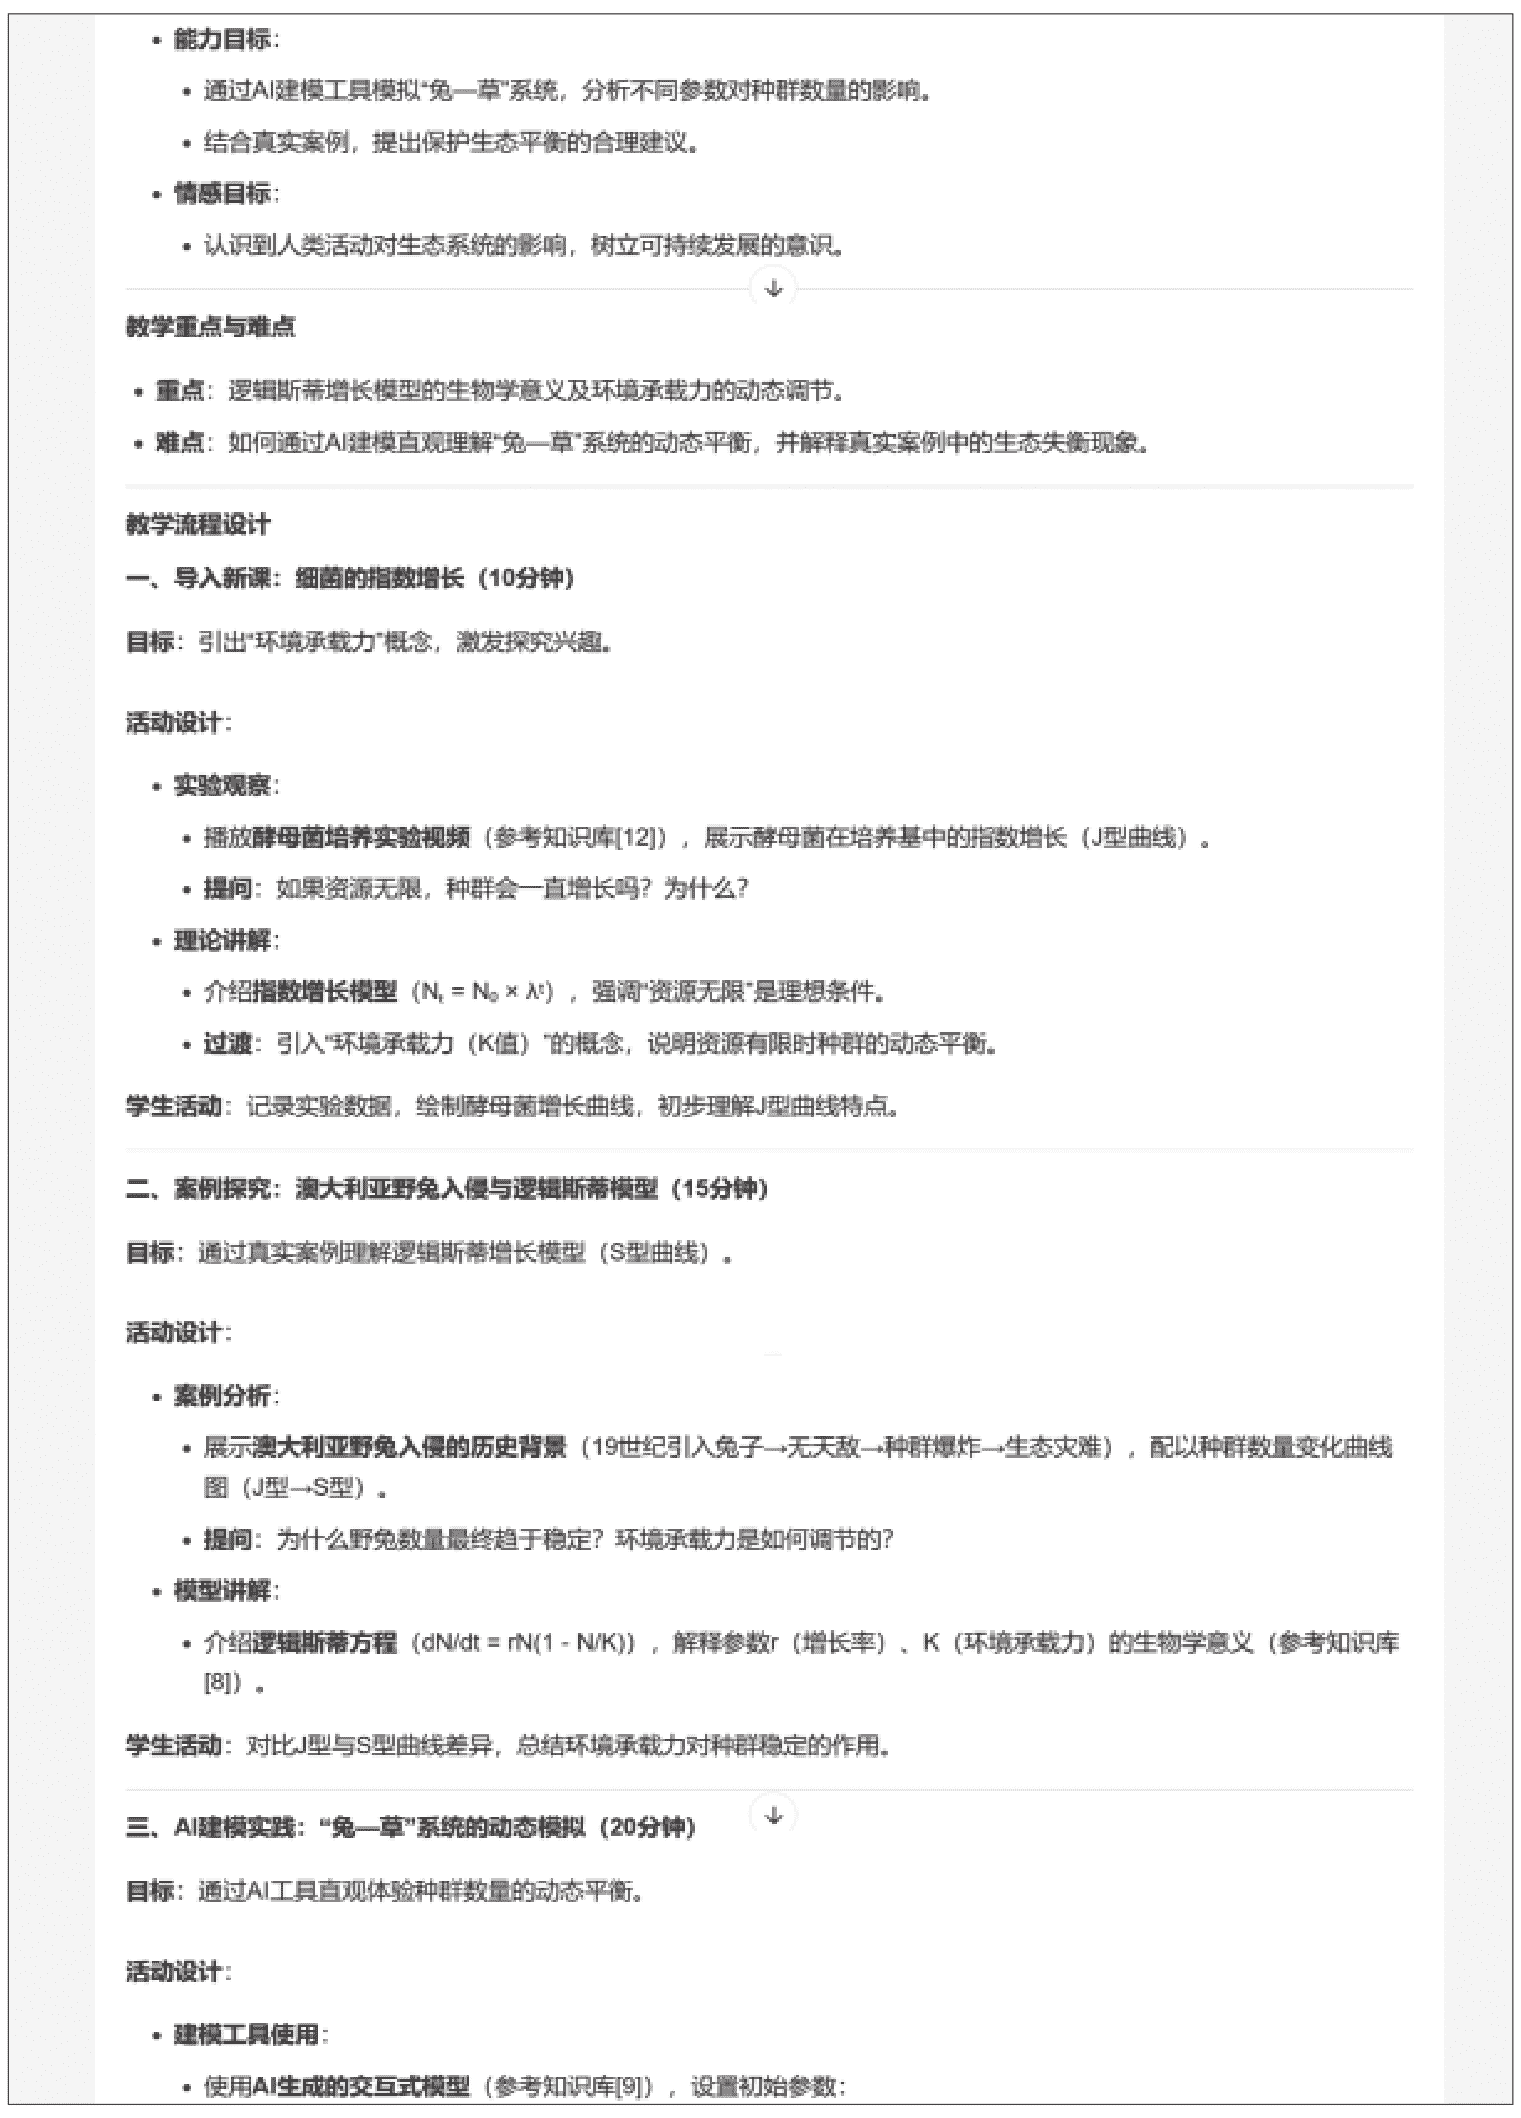 • 能力目标：
• 通过AI建模工具模拟“兔—草”系统，分析不同参数对种群数量的影响。
• 结合真实案例，提出保护生态平衡的合理建议。
• 情感目标：
• 认识到人类活动对生态系统的影响，树立可持续发展的意识。
教学重点与难点
• 重点：逻辑斯蒂增长模型的生物学意义及环境承载力的动态调节。
• 难点：如何通过AI建模直观理解“兔—草”系统的动态平衡，并解释真实案例中的生态失衡现象。
教学流程设计
一、导入新课：细菌的指数增长（10分钟）
目标：引出“环境承载力”概念，激发探究兴趣。
活动设计：
• 实验观察：
• 播放酵母菌培养实验视频（参考知识库[12]），展示酵母菌在培养基中的指数增长（J型曲线）。
• 提问：如果资源无限，种群会一直增长吗？为什么？
• 理论讲解：
• 介绍指数增长模型（Nₜ = N₀ × λᵗ），强调“资源无限”是理想条件。
• 过渡：引入“环境承载力（K值）”的概念，说明资源有限时种群的动态平衡。
学生活动：记录实验数据，绘制酵母菌增长曲线，初步理解J型曲线特点。
二、案例探究：澳大利亚野兔入侵与逻辑斯蒂模型（15分钟）
目标：通过真实案例理解逻辑斯蒂增长模型（S型曲线）。
活动设计：
• 案例分析：
• 展示澳大利亚野兔入侵的历史背景（19世纪引入兔子→无天敌→种群爆炸→生态灾难），配以种群数量变化曲线
图（J型→S型）。
• 提问：为什么野兔数量最终趋于稳定？环境承载力是如何调节的？
• 模型讲解：
• 介绍逻辑斯蒂方程（dN/dt = rN(1 - N/K)），解释参数r（增长率）、K（环境承载力）的生物学意义（参考知识库
[8]）。
学生活动：对比J型与S型曲线差异，总结环境承载力对种群稳定的作用。
三、AI建模实践：“兔—草”系统的动态模拟（20分钟）
目标：通过AI工具直观体验种群数量的动态平衡。
活动设计：
• 建模工具使用：
• 使用AI生成的交互式模型（参考知识库[9]），设置初始参数：